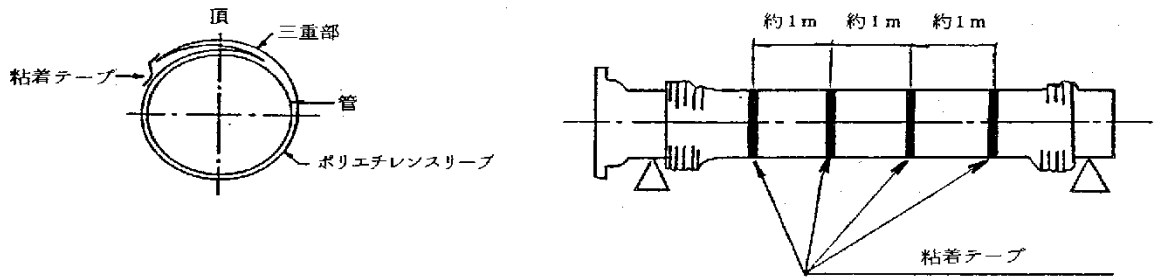 頂
三重部
粘着テープ
管
ポリエチレンスリーブ
約1m 約1m 約1m
粘着テープ